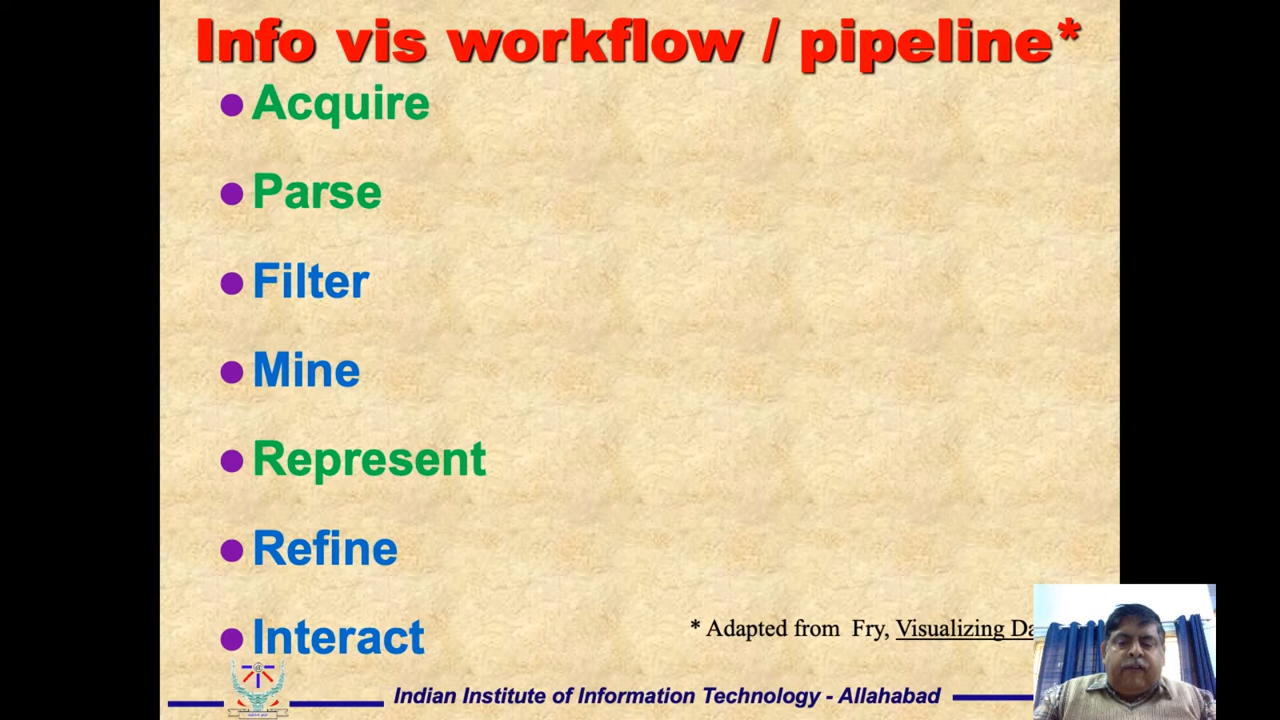 Info vis workflow / pipeline*
Acquire
Parse
Filter
Mine
Represent
Refine
Interact
* Adapted from Fry, Visualizing
Indian Institute of Information Technology - Allahabad